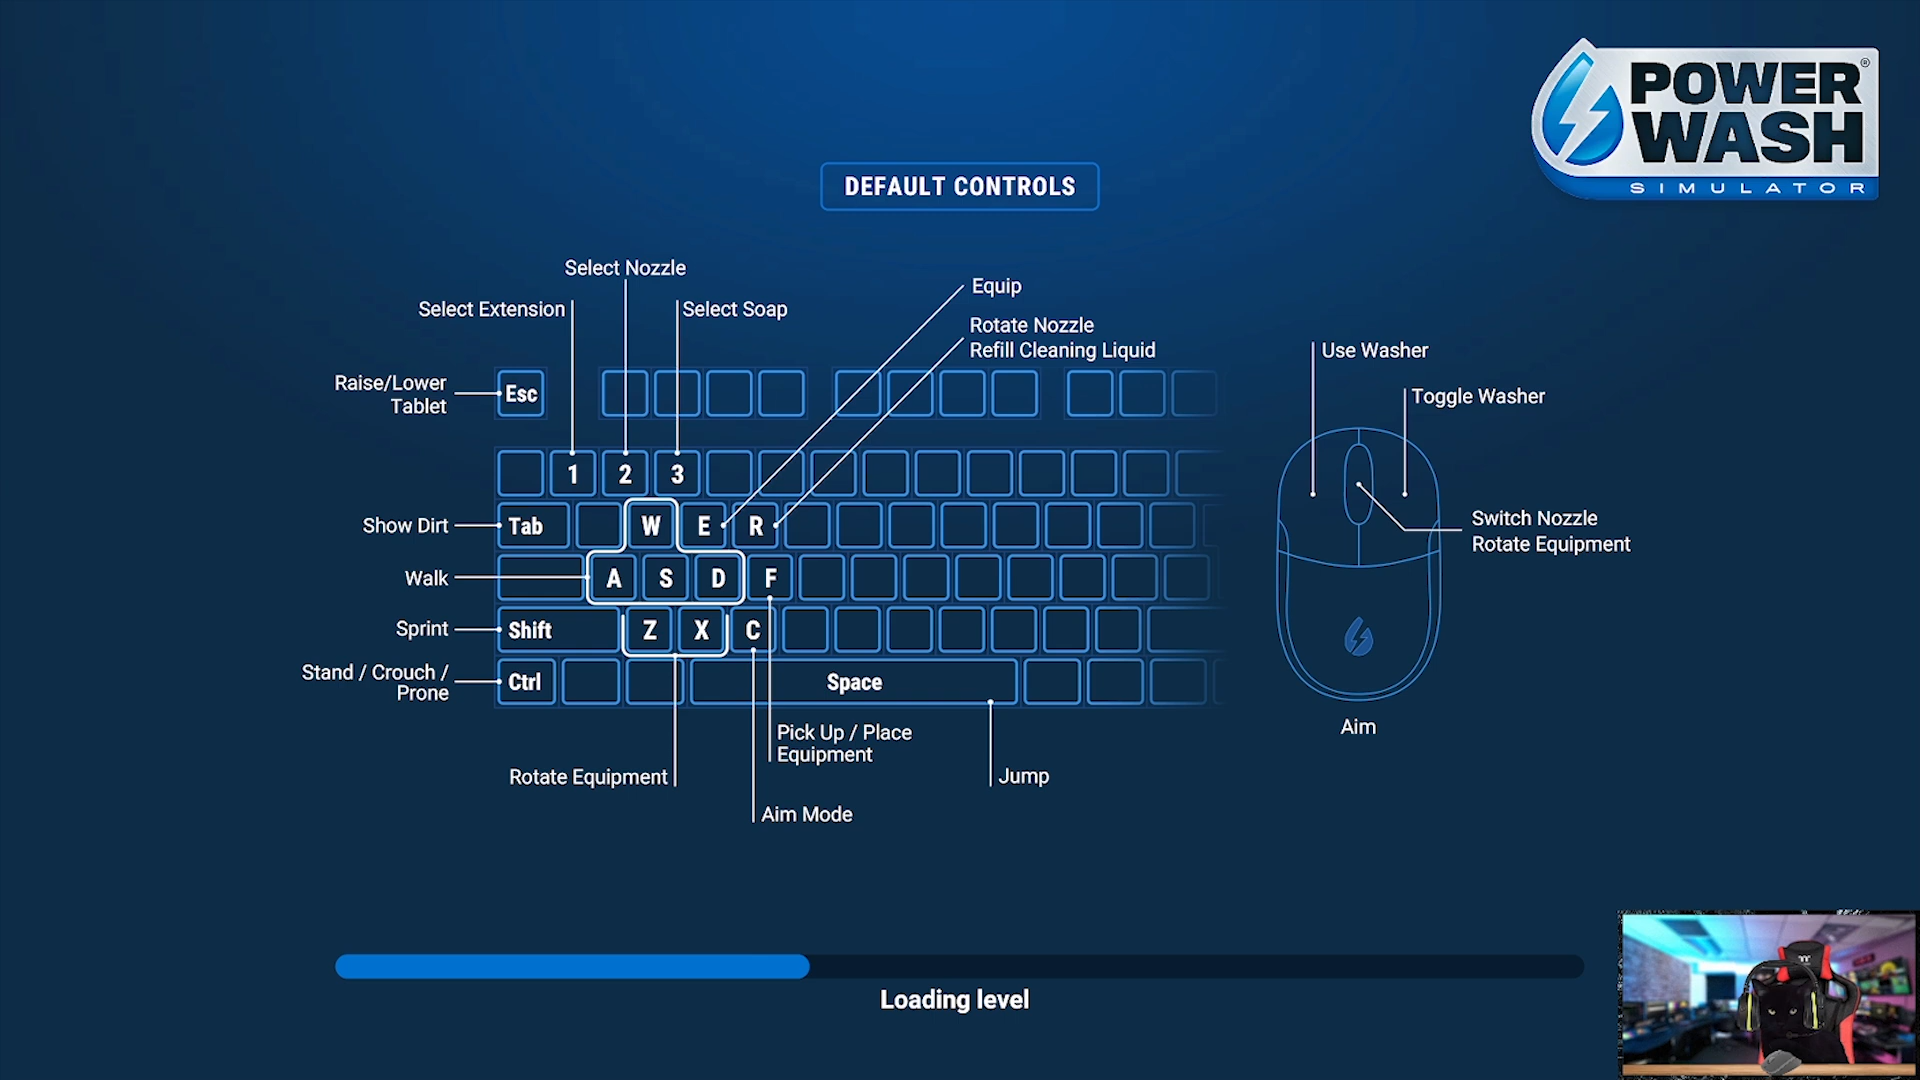 POWER®
WASH
SIMULATOR
DEFAULT CONTROLS
Select Nozzle
Select Extension
Select Soap
Equip
Rotate Nozzle
Refill Cleaning Liquid
Use Washer
Toggle Washer
Raise/Lower
Tablet
Esc
1 2 3
Show Dirt
Tab W E R
Switch Nozzle
Rotate Equipment
Walk
A S D F
Sprint
Shift Z X C
Stand / Crouch /
Prone
Ctrl Space
Aim
Pick Up / Place
Equipment
Rotate Equipment
Jump
Aim Mode
Loading level